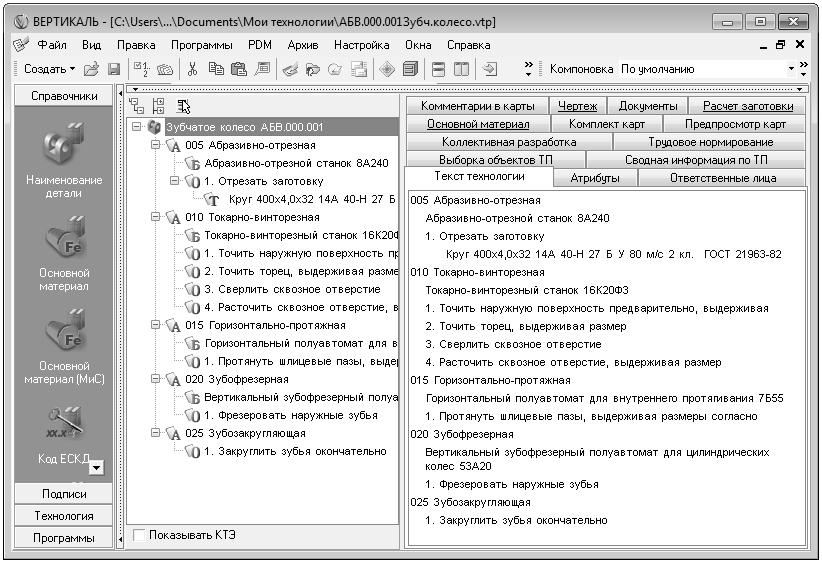 ВЕРТИКАЛЬ - [C:\Users\...\Documents\Мои технологии\АБВ.000.001Зубч.колесо.vtp]
Файл Вид Правка Программы PDM Архив Настройка Окна Справка
Создать Компоновка По умолчанию
Справочники
Наименование
детали
Fe
Основной
материал
Fe
Основной
материал (МиС)
XX.X
Код ЕСКД
Подписи
Технология
Программы
Зубчатое колесо АБВ.000.001
А 005 Абразивно-отрезная
Б Абразивно-отрезной станок 8А240
О 1. Отрезать заготовку
Т Круг 400х4,0х32 14А 40-Н 27 Б
А 010 Токарно-винторезная
Б Токарно-винторезный станок 16К20Ф
О 1. Точить наружную поверхность пр
О 2. Точить торец, выдерживая разме
О 3. Сверлить сквозное отверстие
О 4. Расточить сквозное отверстие, в
А 015 Горизонтально-протяжная
Б Горизонтальный полуавтомат для в
О 1. Протянуть шлицевые пазы, выдер
А 020 Зубофрезерная
Б Вертикальный зубофрезерный полуа
О 1. Фрезеровать наружные зубья
А 025 Зубозакругляющая
О 1. Закруглить зубья окончательно
Показывать КТЭ
Комментарии в карты Чертеж Документы Расчет заготовки
Основной материал Комплект карт Предпросмотр карт
Коллективная разработка Трудовое нормирование
Выборка объектов ТП Сводная информация по ТП
Текст технологии Атрибуты Ответственные лица
005 Абразивно-отрезная
Абразивно-отрезной станок 8А240
1. Отрезать заготовку
Круг 400х4,0х32 14А 40-Н 27 Б У 80 м/с 2 кл. ГОСТ 21963-82
010 Токарно-винторезная
Токарно-винторезный станок 16К20Ф3
1. Точить наружную поверхность предварительно, выдерживая
2. Точить торец, выдерживая размер
3. Сверлить сквозное отверстие
4. Расточить сквозное отверстие, выдерживая размер
015 Горизонтально-протяжная
Горизонтальный полуавтомат для внутреннего протягивания 7Б55
1. Протянуть шлицевые пазы, выдерживая размеры согласно
020 Зубофрезерная
Вертикальный зубофрезерный полуавтомат для цилиндрических
колес 53А20
1. Фрезеровать наружные зубья
025 Зубозакругляющая
1. Закруглить зубья окончательно